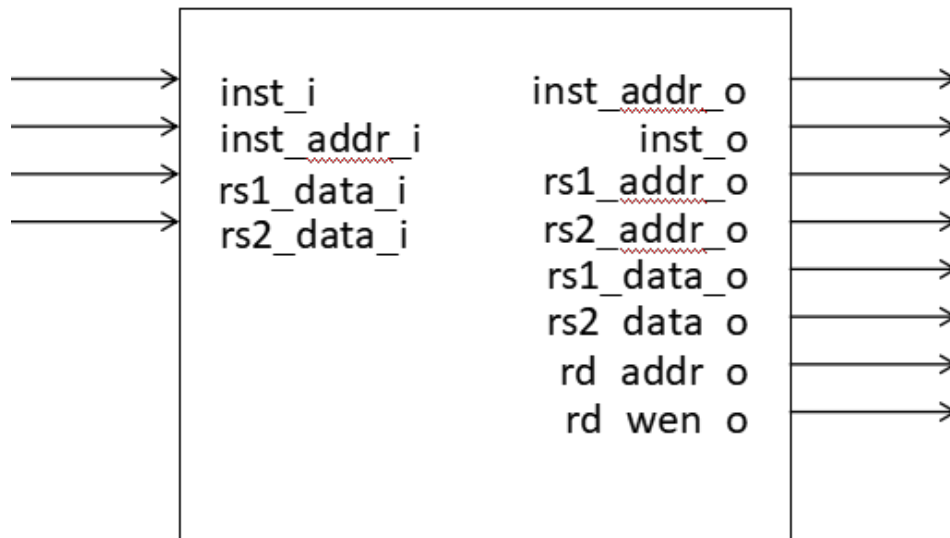 inst_i
inst_addr_i
rs1_data_i
rs2_data_i
inst_addr_o
inst_o
rs1_addr_o
rs2_addr_o
rs1_data_o
rs2 data o
rd addr o
rd wen o